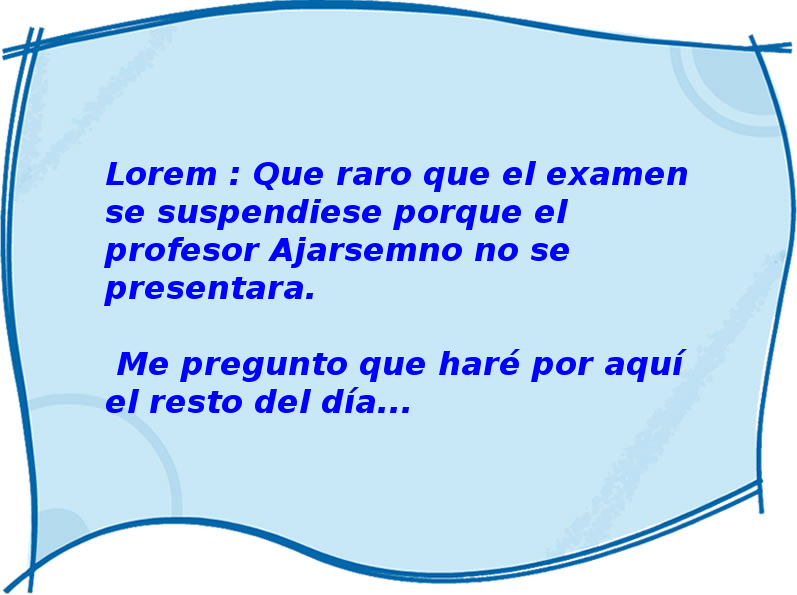 Lorem : Que raro que el examen
se suspendiese porque el
profesor Ajarsemno no se
presentara.
Me pregunto que haré por aquí
el resto del día...